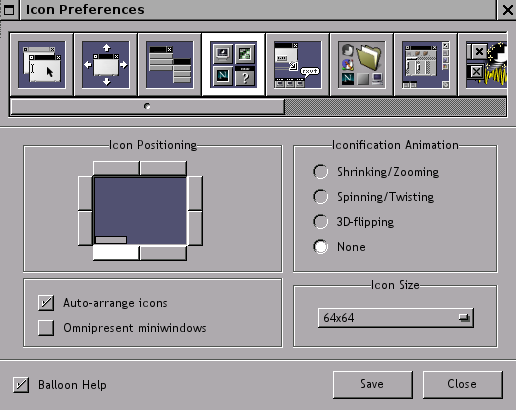 Icon Preferences
rxvt
N
?
N
Icon Positioning
Iconification Animation
Shrinking/Zooming
Spinning/Twisting
3D-flipping
None
Auto-arrange icons
Omnipresent miniwindows
Icon Size
64x64
Balloon Help
Save
Close